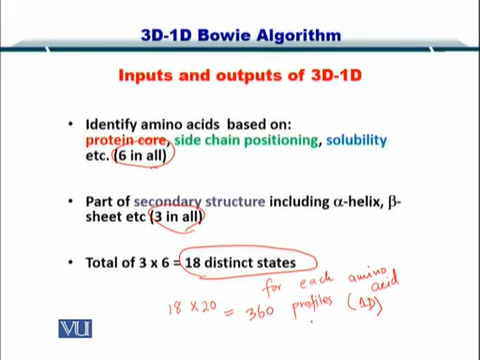 3D-1D Bowie Algorithm
Inputs and outputs of 3D-1D
• Identify amino acids based on:
protein core, side chain positioning, solubility
etc. (6 in all)
• Part of secondary structure including α-helix, β-
sheet etc (3 in all)
• Total of 3 x 6 = 18 distinct states
for each amino
acid
18 x 20 = 360 profiles (1D)
VU